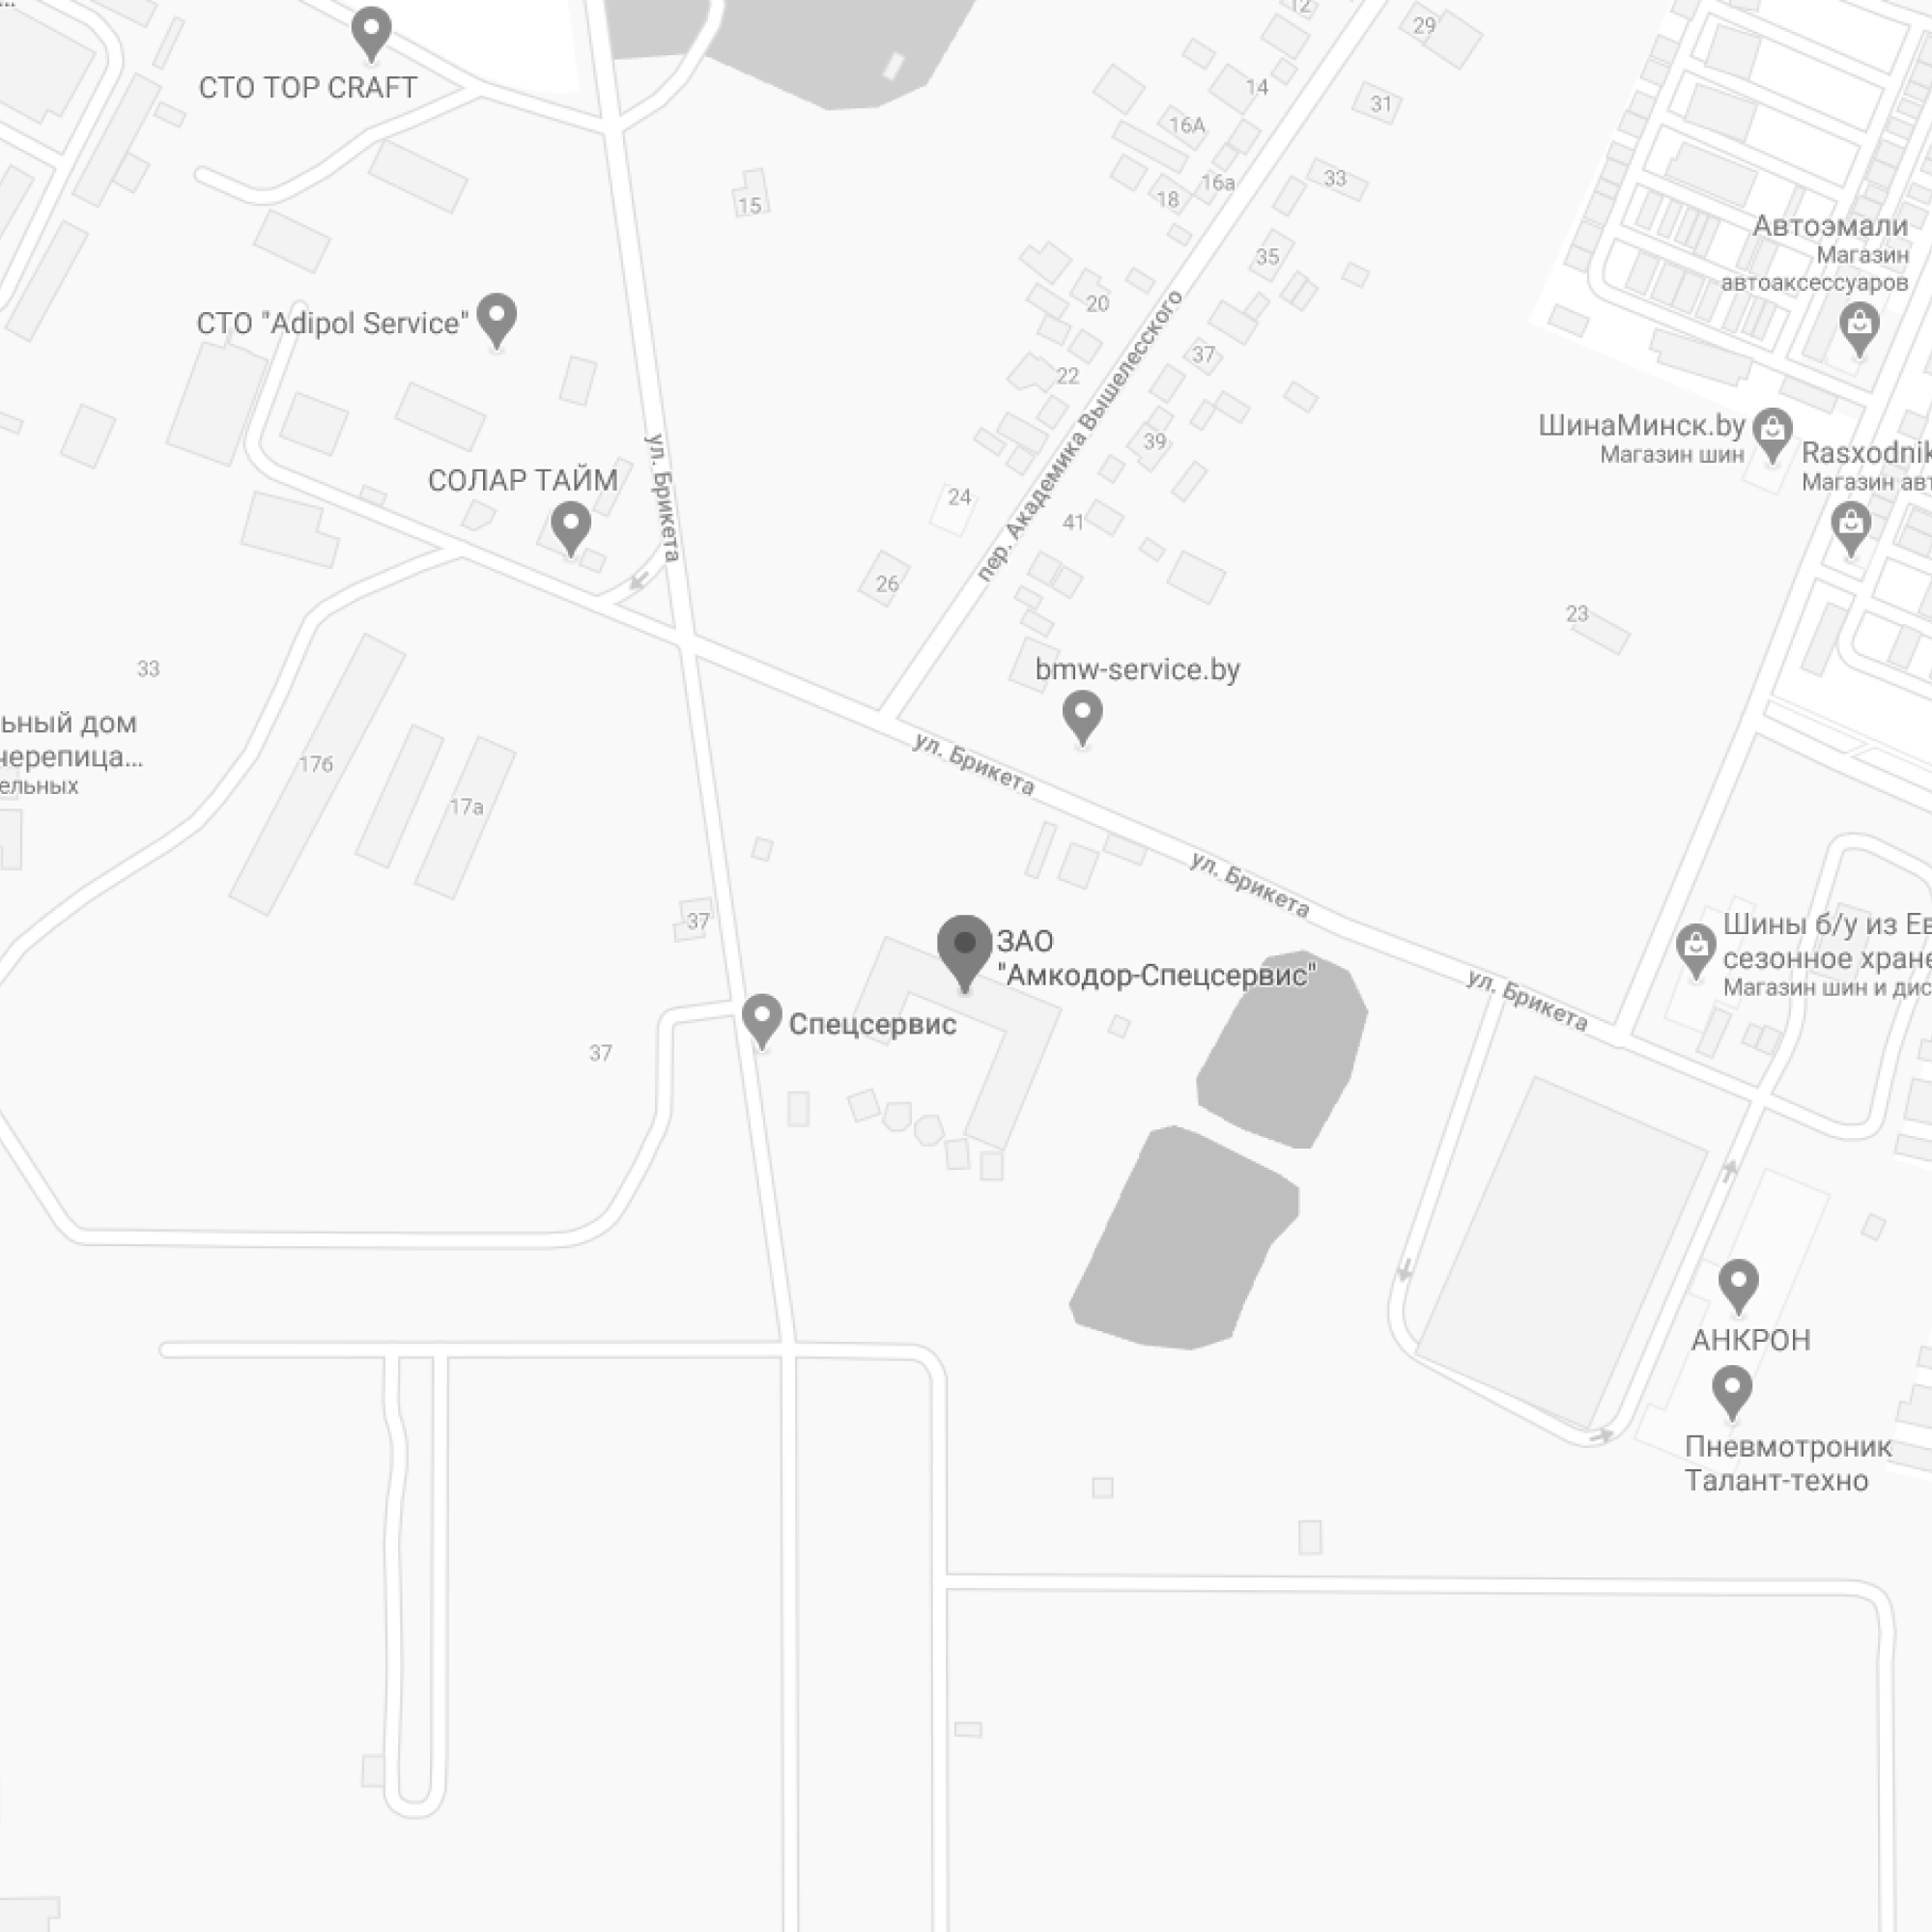 СТО TOP CRAFT
12
29
14
31
16А
16а
33
18
15
Автоэмали
Магазин
автоаксессуаров
35
20
СТО "Adipol Service"
37
22
пер. Академика Вышелесского
ШинаМинск.by
Магазин шин
39
Rasxodnik
Магазин авт
СОЛАР ТАЙМ
ул. Брикета
24
41
26
23
33
bmw-service.by
ьный дом
черепица...
ельных
17б
17а
ул. Брикета
ул. Брикета
37
ЗАО
"Амкодор-Спецсервис"
Шины б/у из Ев
сезонное хране
Магазин шин и дис
ул. Брикета
Спецсервис
37
АНКРОН
Пневмотроник
Талант-техно